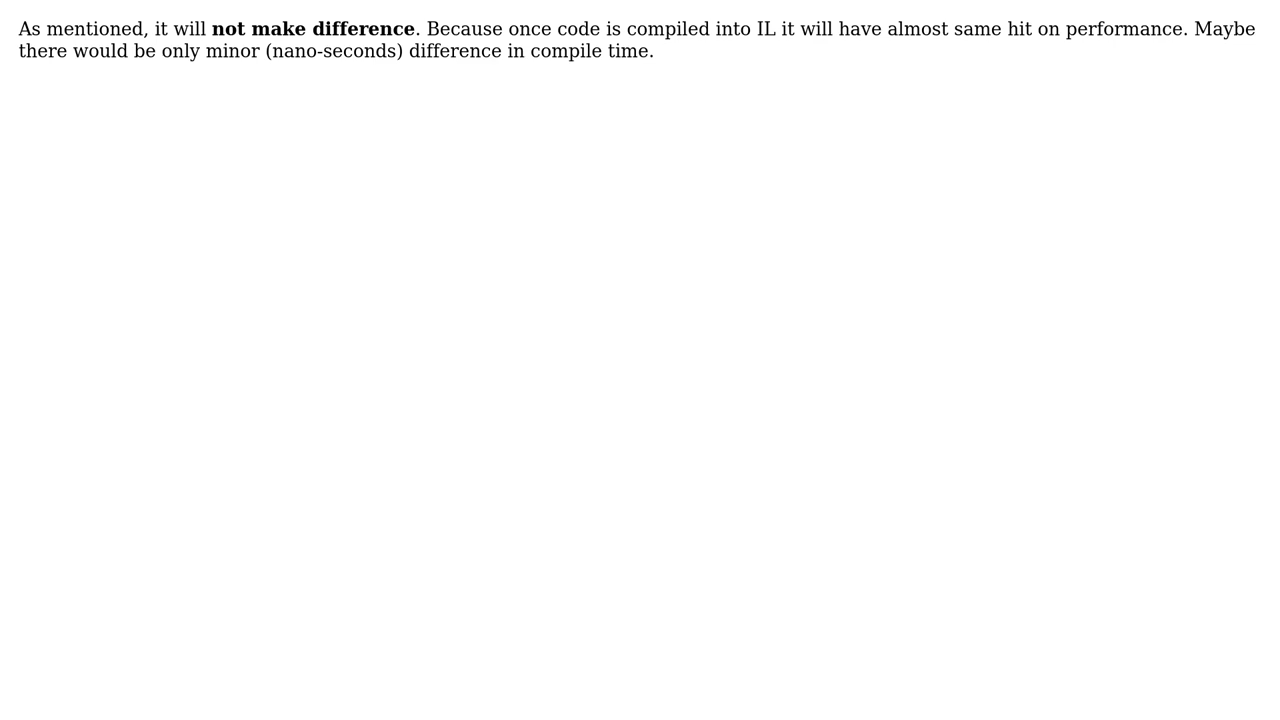 As mentioned, it will not make difference. Because once code is compiled into IL it will have almost same hit on performance. Maybe
there would be only minor (nano-seconds) difference in compile time.